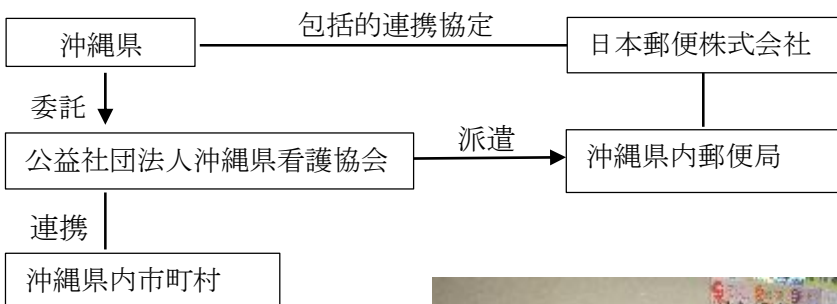 包括的連携協定
沖縄県
日本郵便株式会社
委託
公益社団法人沖縄県看護協会
派遣
沖縄県内郵便局
連携
沖縄県内市町村